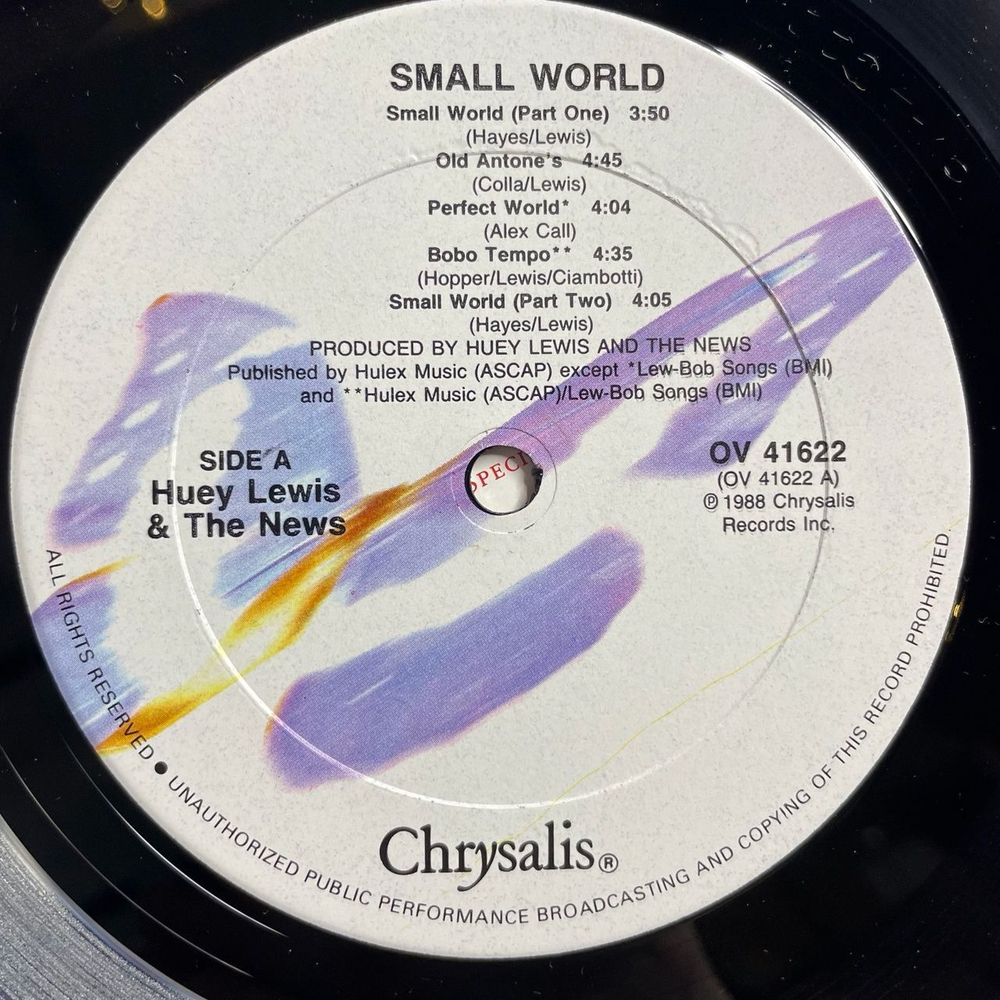 SMALL WORLD
Small World (Part One) 3:50
(Hayes/Lewis)
Old Antone's 4:45
(Colla/Lewis)
Perfect World* 4:04
(Alex Call)
Bobo Tempo** 4:35
(Hopper/Lewis/Ciambotti)
Small World (Part Two) 4:05
(Hayes/Lewis)
PRODUCED BY HUEY LEWIS AND THE NEWS
Published by Hulex Music (ASCAP) except *Lew-Bob Songs (BMI)
and **Hulex Music (ASCAP)/Lew-Bob Songs (BMI)
SIDE A
Huey Lewis
& The News
OV 41622
(OV 41622 A)
℗ 1988 Chrysalis
Records Inc.
Chrysalis®
ALL RIGHTS RESERVED • UNAUTHORIZED PUBLIC PERFORMANCE BROADCASTING AND COPYING OF THIS RECORD PROHIBITED.